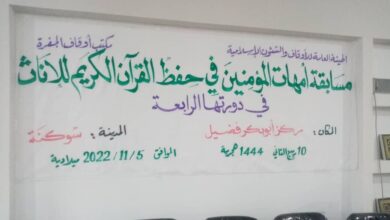 الهيئة العامة للأوقاف والشئون الإسلامية
مكتب أوقاف الجفرة
مسابقة أمهات المؤمنين في حفظ القرآن الكريم للإناث
في دورتها الرابعة
المكان : مركز أبوبكر فضيل المدينة : سوكنة
10 ربيع الثاني 1444 هجرية الموافق 2022/11/5 ميلادية